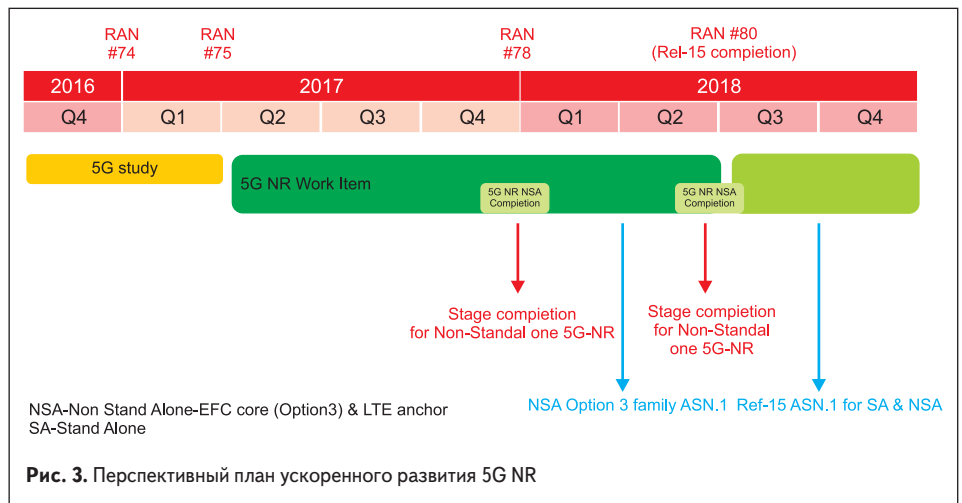 RAN #74
RAN #75
RAN #78
RAN #80
(Rel-15 compietion)
2016 2017 2018
Q4 Q1 Q2 Q3 Q4 Q1 Q2 Q3 Q4
5G study
5G NR Work Item
5G NR NSA
Completion
5G NR NSA
Completion
Stage completion
for Non-Standal one 5G-NR
Stage completion
for Non-Standal
one 5G-NR
NSA Option 3 family ASN.1
Ref-15 ASN.1 for SA & NSA
NSA-Non Stand Alone-EFC core (Option3) & LTE anchor
SA-Stand Alone
Рис. 3. Перспективный план ускоренного развития 5G NR